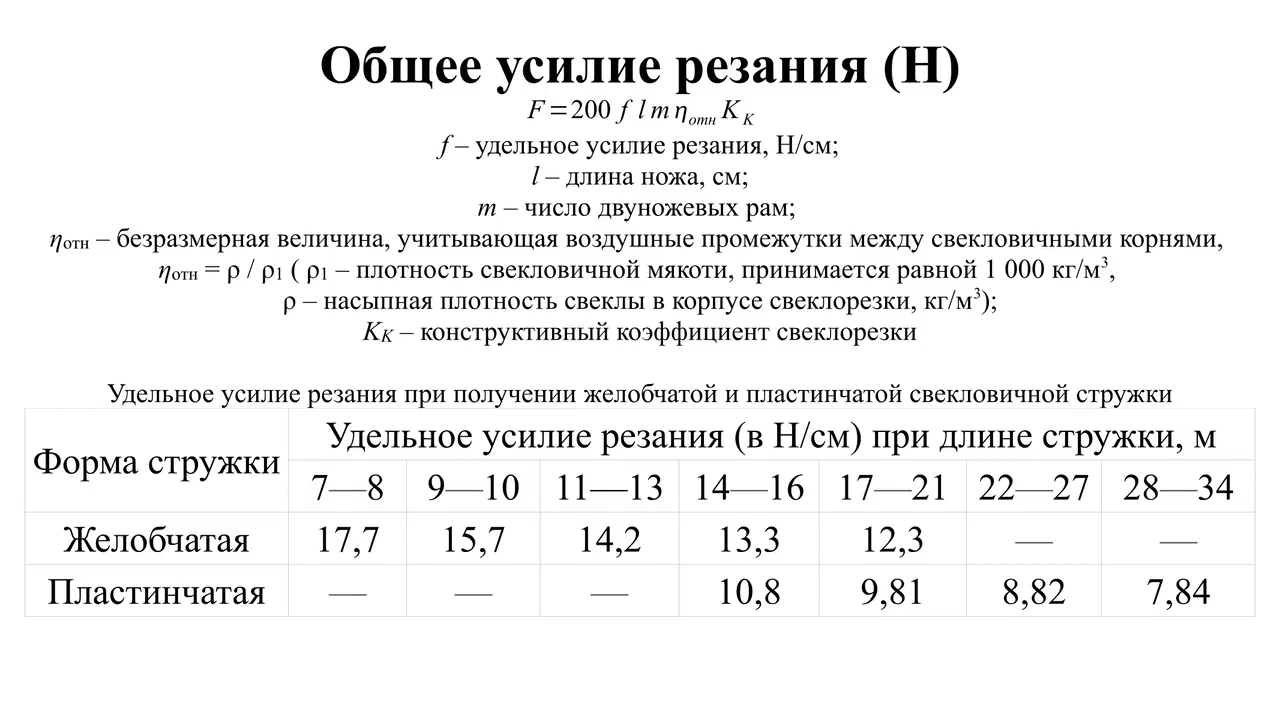 Общее усилие резания (Н)
F = 200 f l m ηотн KK
f – удельное усилие резания, Н/см;
l – длина ножа, см;
m – число двуножевых рам;
ηотн – безразмерная величина, учитывающая воздушные промежутки между свекловичными корнями,
ηотн = ρ / ρ1 ( ρ1 – плотность свекловичной мякоти, принимается равной 1 000 кг/м³,
ρ – насыпная плотность свеклы в корпусе свеклорезки, кг/м³);
KK – конструктивный коэффициент свеклорезки
Удельное усилие резания при получении желобчатой и пластинчатой свекловичной стружки
Форма стружки Удельное усилие резания (в Н/см) при длине стружки, м
7—8 9—10 11—13 14—16 17—21 22—27 28—34
Желобчатая 17,7 15,7 14,2 13,3 12,3 — —
Пластинчатая — — — 10,8 9,81 8,82 7,84